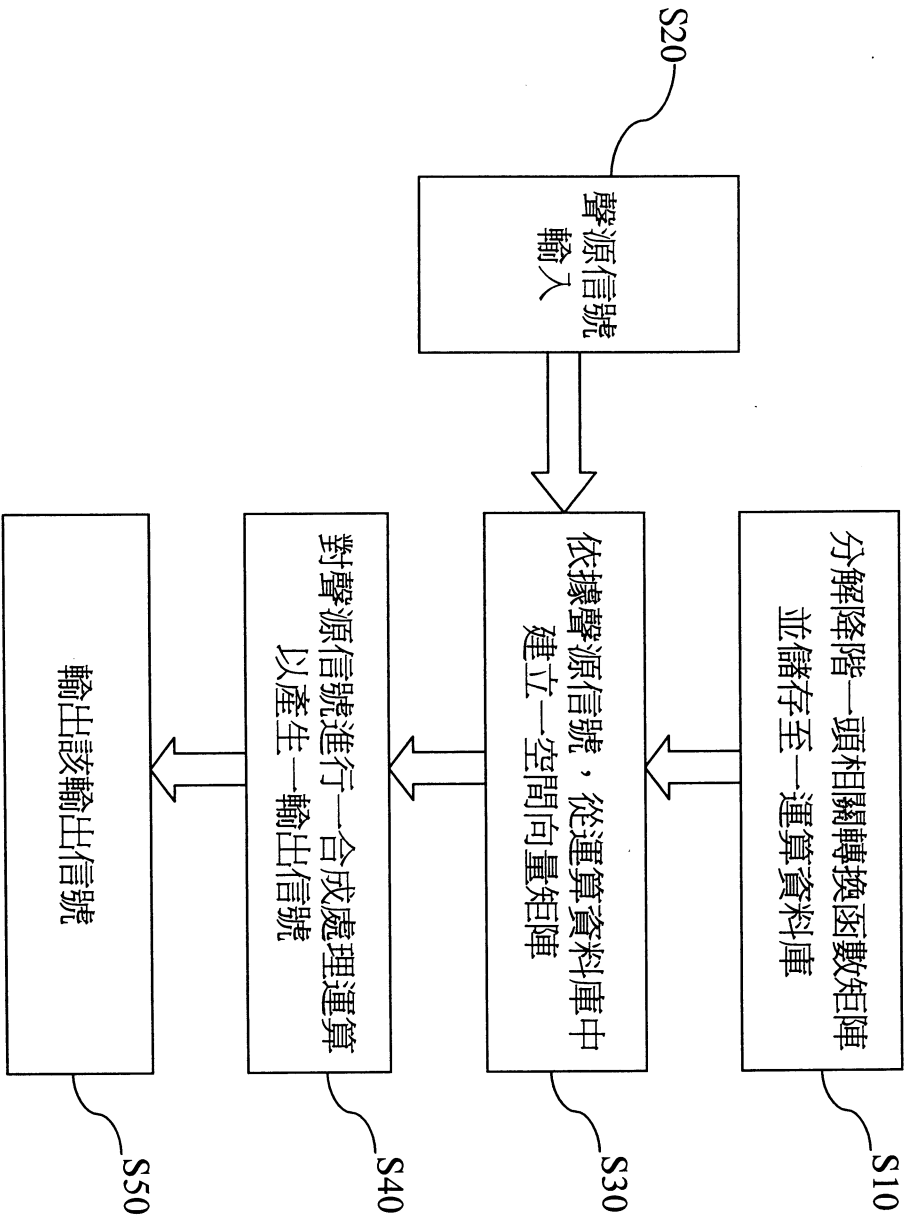 S10
分解降階一頭相關轉換函數矩陣
並儲存至一運算資料庫
S20
聲源信號
輸入
S30
依據聲源信號，從運算資料庫中
建立一空間向量矩陣
S40
對聲源信號進行一合成處理運算
以產生一輸出信號
S50
輸出該輸出信號